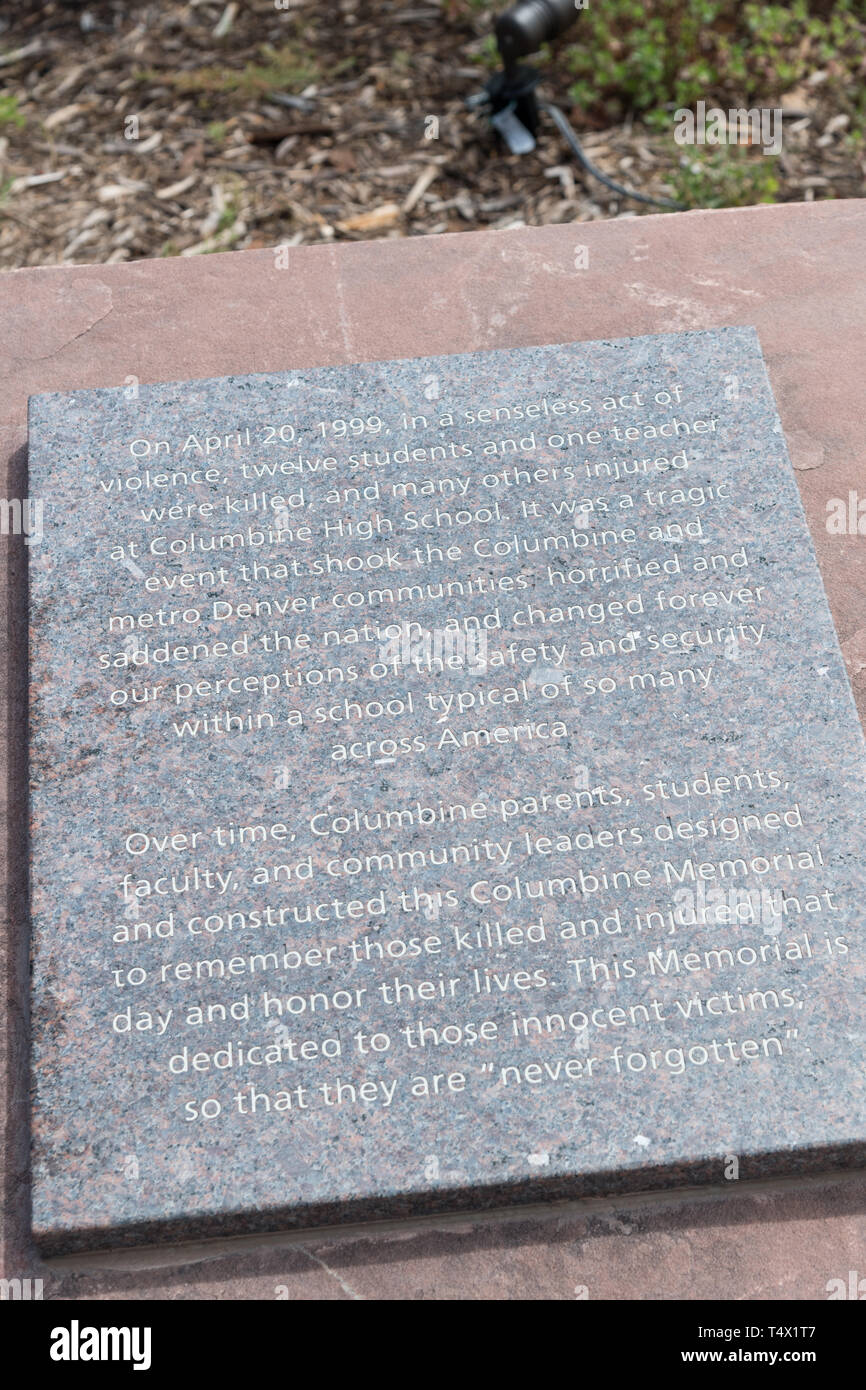 On April 20, 1999, in a senseless act of
violence, twelve students and one teacher
were killed, and many others injured
at Columbine High School. It was a tragic
event that shook the Columbine and
metro Denver communities, horrified and
saddened the nation, and changed forever
our perceptions of the safety and security
within a school typical of so many
across America
Over time, Columbine parents, students,
faculty, and community leaders designed
and constructed this Columbine Memorial
to remember those killed and injured that
day and honor their lives. This Memorial is
dedicated to those innocent victims,
so that they are "never forgotten".
alamy
alamy
Image ID: T4X1T7
www.alamy.com